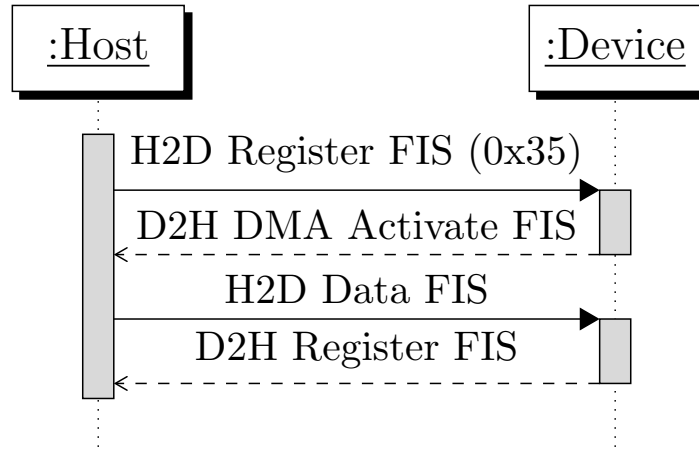 :Host
:Device
H2D Register FIS (0x35)
D2H DMA Activate FIS
H2D Data FIS
D2H Register FIS